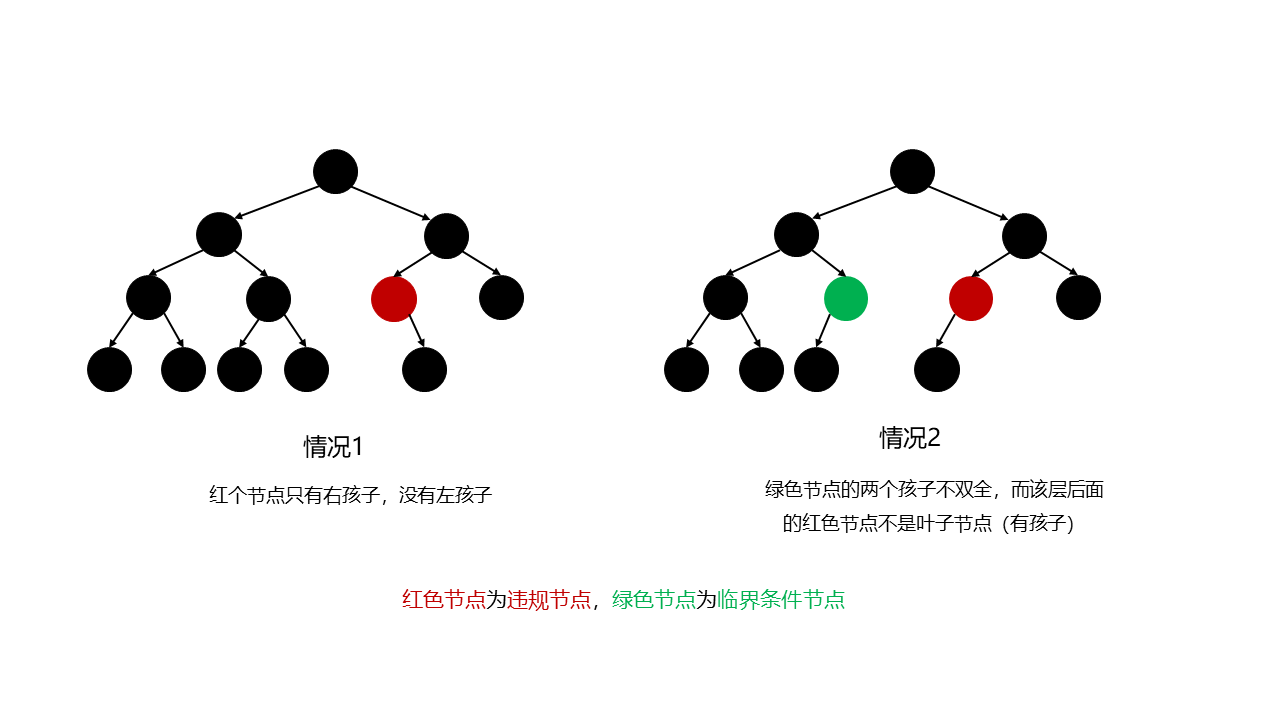 情况1
红个节点只有右孩子，没有左孩子
情况2
绿色节点的两个孩子不双全，而该层后面
的红色节点不是叶子节点（有孩子）
红色节点为违规节点，绿色节点为临界条件节点